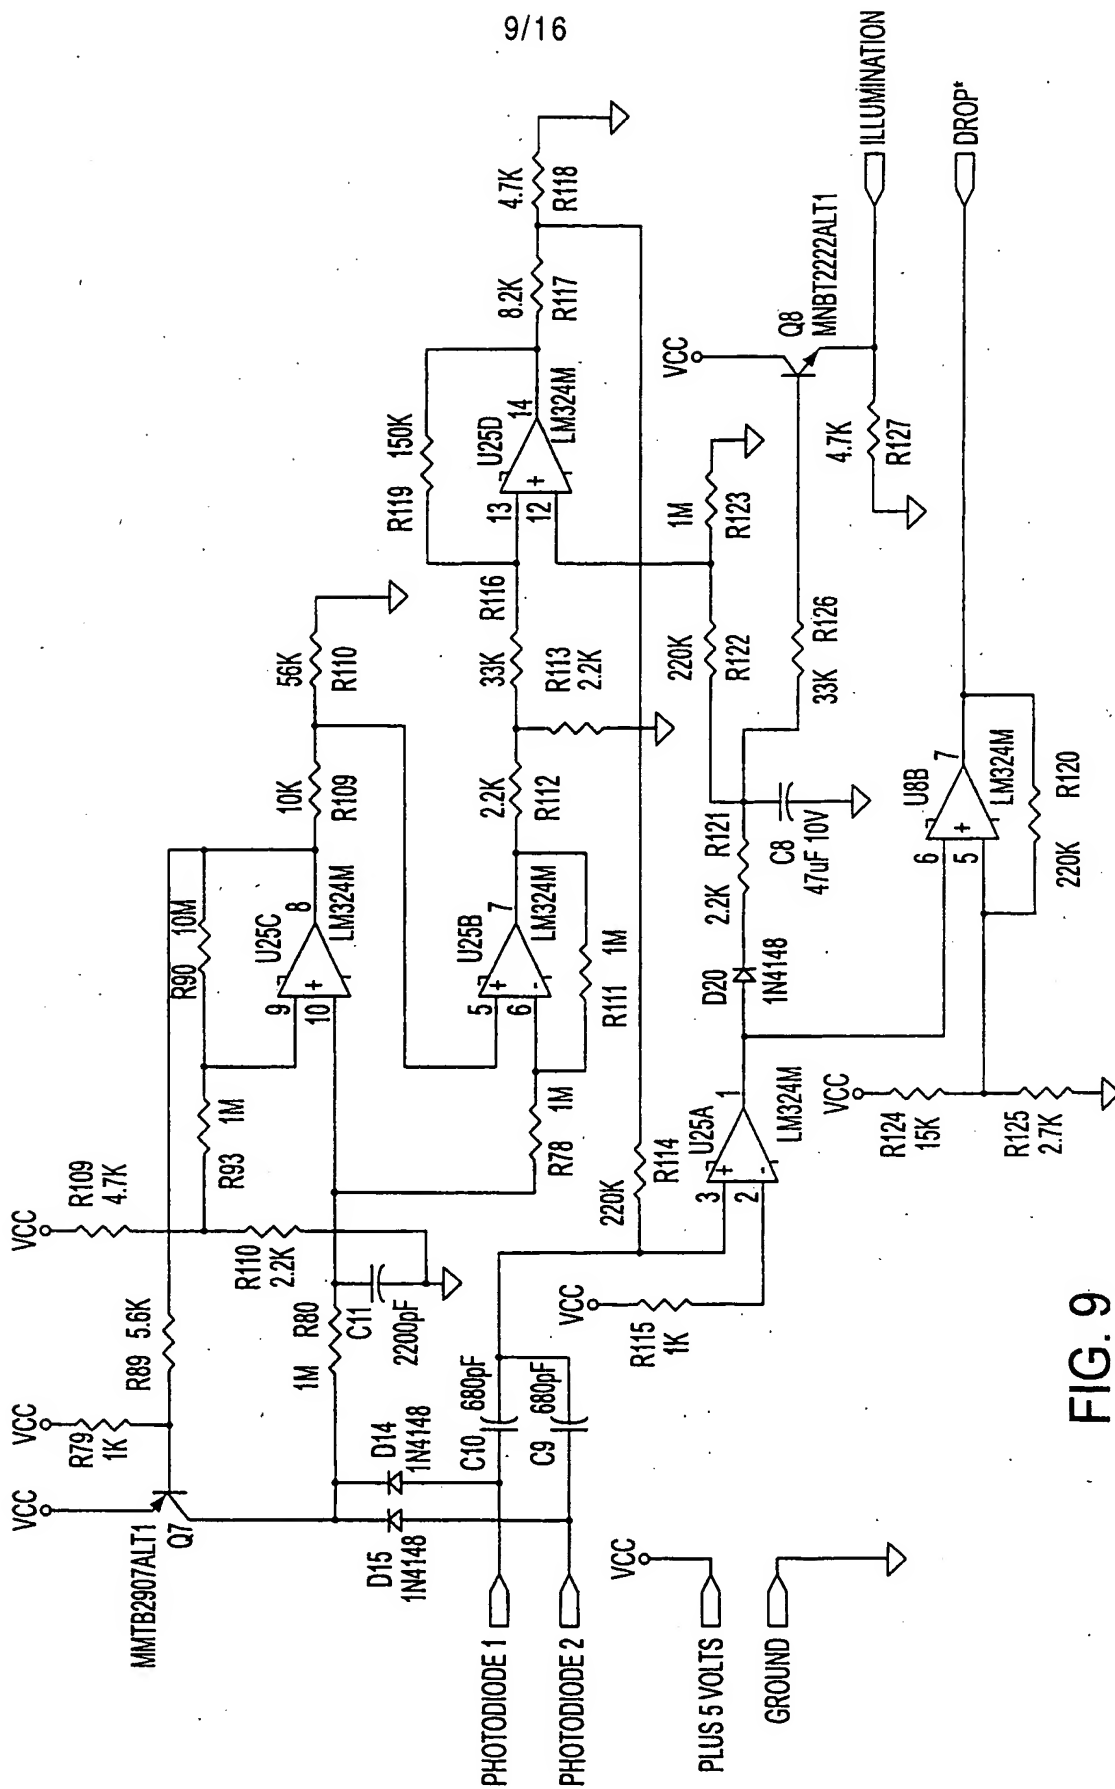 9/16
VCC
VCC
VCC
MMTB2907ALT1
Q7
R79
1K
R89 5.6K
R109
4.7K
R93
1M
R90
10M
R110
2.2K
U25C
9
10
+
8
LM324M
10K
R109
56K
R110
D15
1N4148
D14
1N4148
1M
R80
C11
2200pF
R78
1M
U25B
5
6
+
-
7
LM324M
R111
1M
2.2K
R112
R113
2.2K
33K
R116
R119
150K
U25D
13
12
+
14
LM324M
8.2K
R117
4.7K
R118
PHOTODIODE 1
PHOTODIODE 2
C10
680pF
C9
680pF
VCC
R115
1K
220K
R114
U25A
3
2
+
-
1
LM324M
D20
1N4148
2.2K
R121
C8
47uF 10V
220K
R122
1M
R123
33K
R126
VCC
Q8
MNBT2222ALT1
4.7K
R127
ILLUMINATION
VCC
PLUS 5 VOLTS
GROUND
VCC
R124
15K
R125
2.7K
U8B
6
5
+
7
LM324M
220K
R120
DROP*
FIG. 9